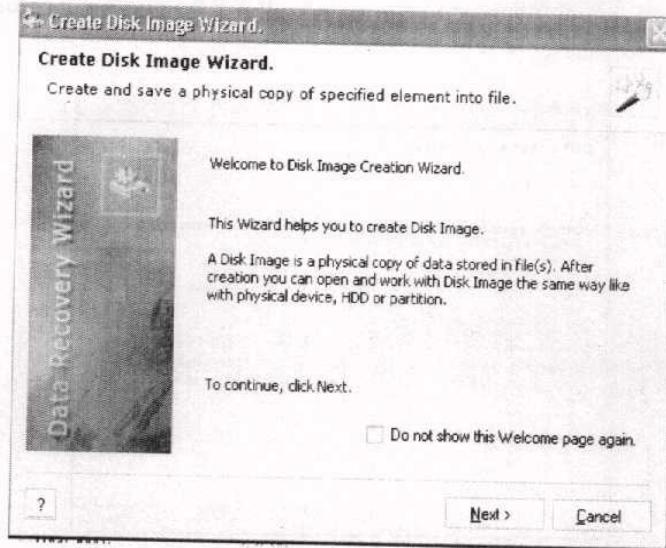 Create Disk Image Wizard.
Create Disk Image Wizard.
Create and save a physical copy of specified element into file.
Data Recovery Wizard
Welcome to Disk Image Creation Wizard.
This Wizard helps you to create Disk Image.
A Disk Image is a physical copy of data stored in file(s). After
creation you can open and work with Disk Image the same way like
with physical device, HDD or partition.
To continue, click Next.
Do not show this Welcome page again.
?
Next >
Cancel